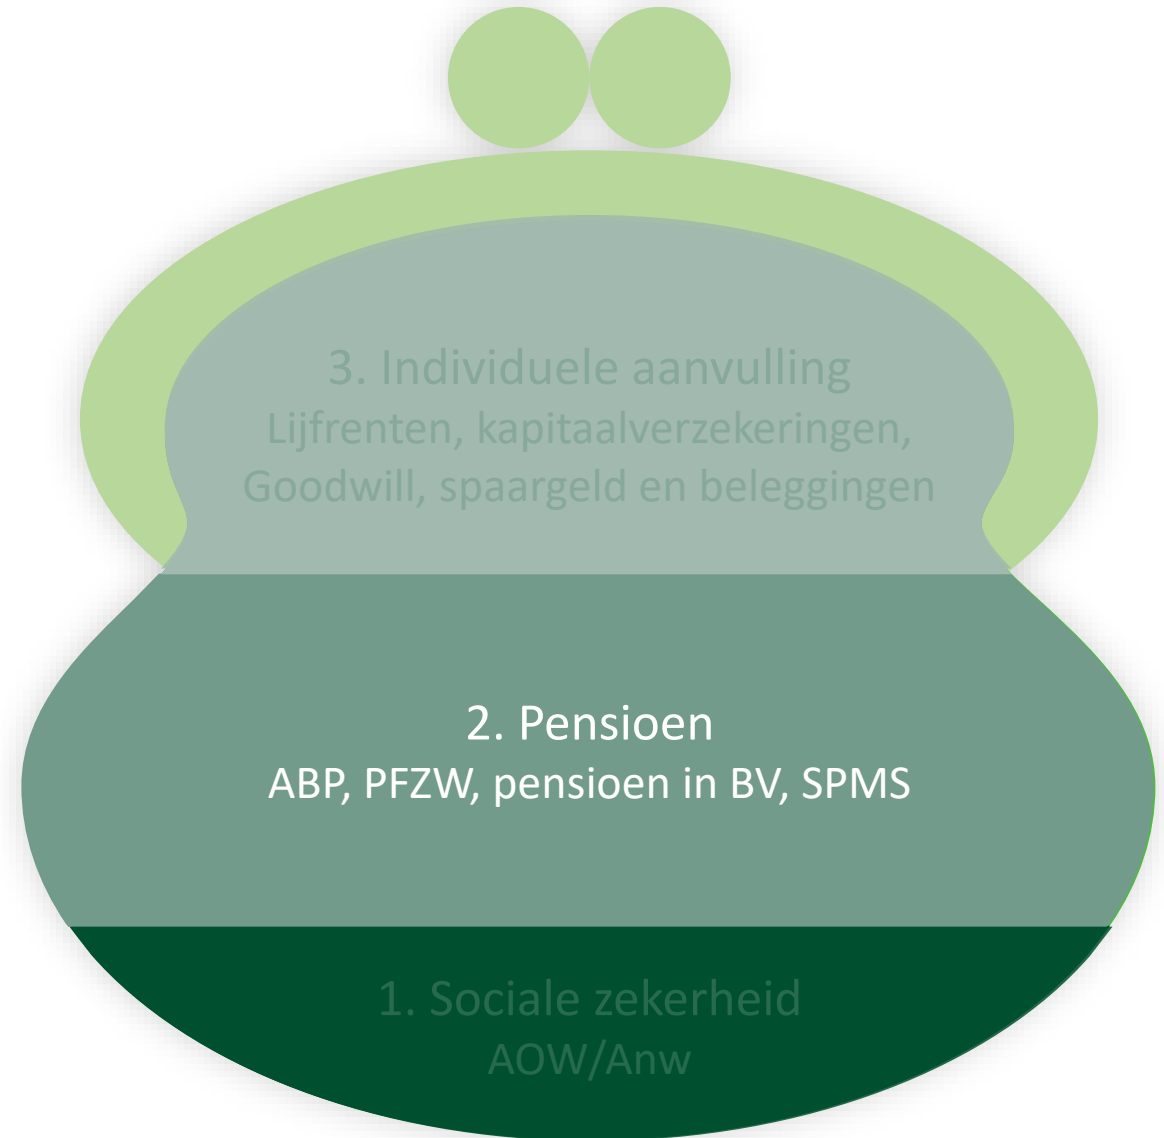 3. Individuele aanvulling
Lijfrenten, kapitaalverzekeringen,
Goodwill, spaargeld en beleggingen
2. Pensioen
ABP, PFZW, pensioen in BV, SPMS
1. Sociale zekerheid
AOW/Anw